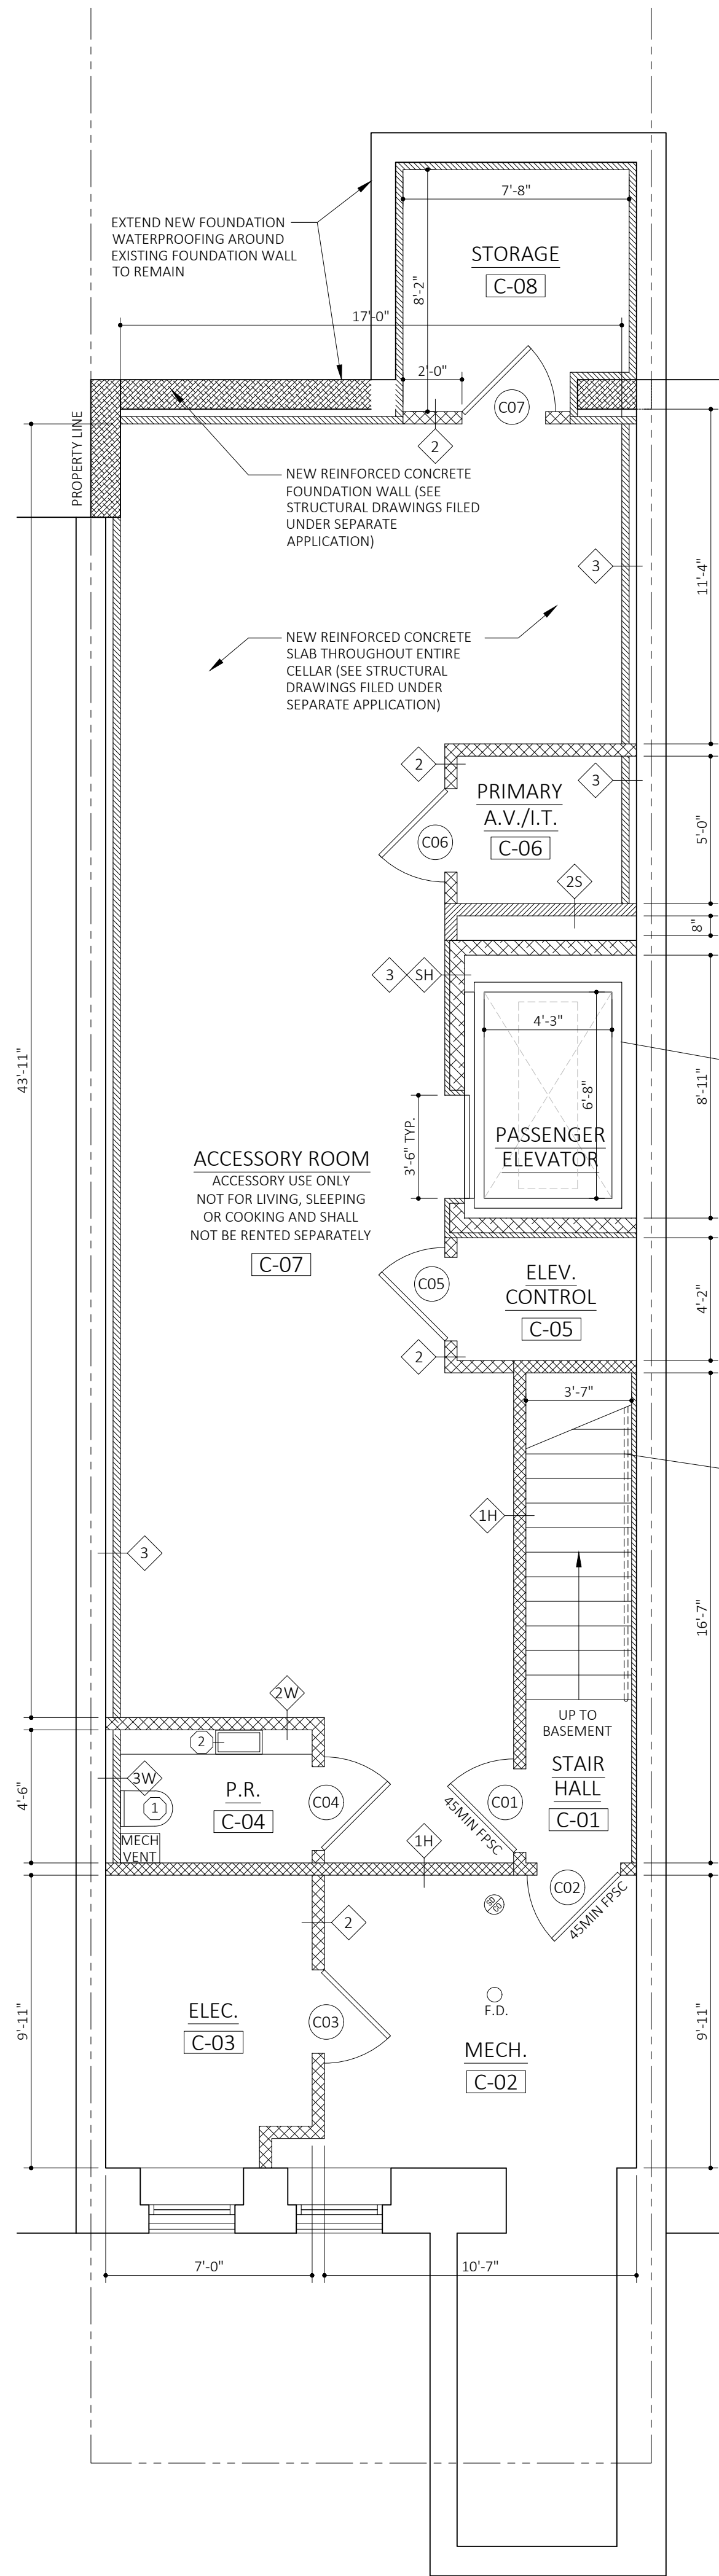 7'-8"
EXTEND NEW FOUNDATION
WATERPROOFING AROUND
EXISTING FOUNDATION WALL
TO REMAIN
STORAGE
C-08
8'-2"
17'-0"
2'-0"
C07
2
PROPERTY LINE
NEW REINFORCED CONCRETE
FOUNDATION WALL (SEE
STRUCTURAL DRAWINGS FILED
UNDER SEPARATE
APPLICATION)
3
11'-4"
NEW REINFORCED CONCRETE
SLAB THROUGHOUT ENTIRE
CELLAR (SEE STRUCTURAL
DRAWINGS FILED UNDER
SEPARATE APPLICATION)
2
3
PRIMARY
A.V./I.T.
C-06
C06
5'-0"
2S
8"
3
SH
4'-3"
6'-8"
8'-11"
43'-11"
PASSENGER
ELEVATOR
3'-6" TYP.
ACCESSORY ROOM
ACCESSORY USE ONLY
NOT FOR LIVING, SLEEPING
OR COOKING AND SHALL
NOT BE RENTED SEPARATELY
C-07
C05
ELEV.
CONTROL
C-05
4'-2"
2
3'-7"
1H
3
16'-7"
2W
UP TO
BASEMENT
2
STAIR
HALL
C-01
3W
1
P.R.
C-04
C04
C01
45MIN FPSC
4'-6"
MECH
VENT
1H
C02
45MIN FPSC
SD
CO
2
9'-11"
ELEC.
C-03
C03
F.D.
MECH.
C-02
9'-11"
7'-0"
10'-7"